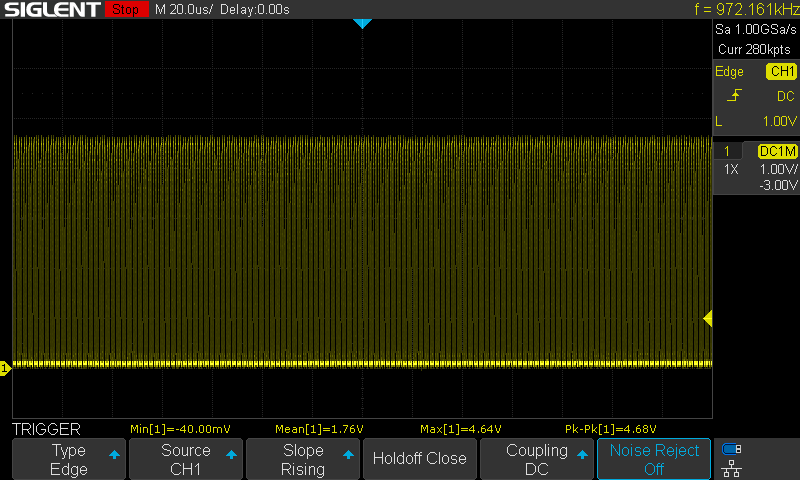 SIGLENT Stop M 20.0us/ Delay:0.00s f = 972.161kHz
Sa 1.00GSa/s
Curr 280kpts
Edge CH1
DC
L 1.00V
1 DC1M
1X 1.00V/
-3.00V
1
TRIGGER Min[1]=-40.00mV Mean[1]=1.76V Max[1]=4.64V Pk-Pk[1]=4.68V
Type Source Slope Holdoff Close Coupling Noise Reject
Edge CH1 Rising DC Off